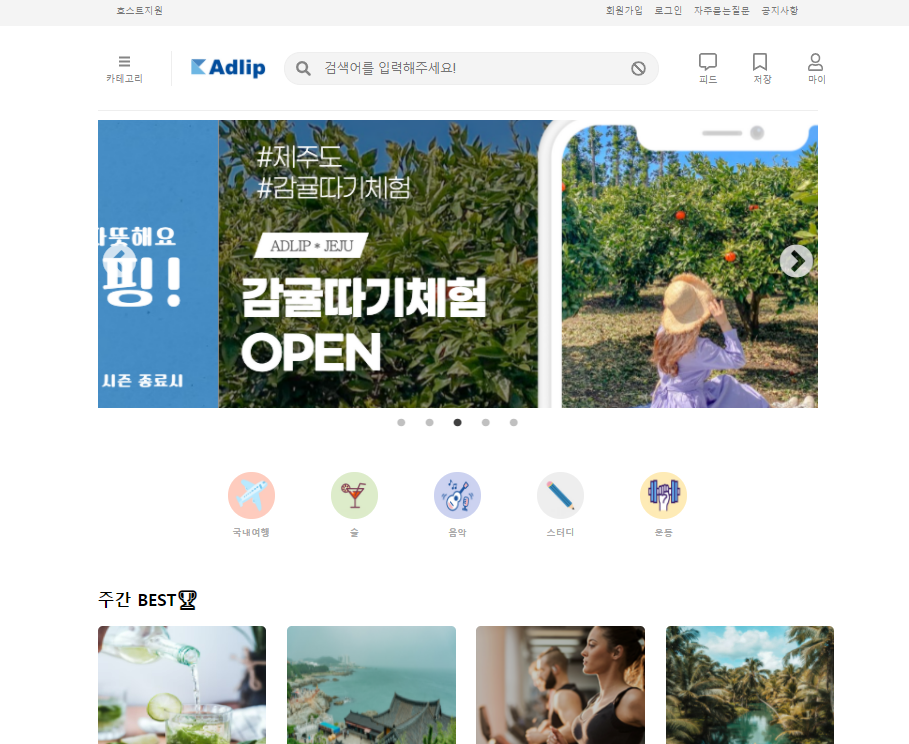 호스트지원
회원가입 로그인 자주묻는질문 공지사항
카테고리
Adlip
검색어를 입력해주세요!
피드
저장
마이
따뜻해요
핑!
시즌 종료시
#제주도
#감귤따기체험
ADLIP * JEJU
감귤따기체험
OPEN
국내여행
술
음악
스터디
운동
주간 BEST